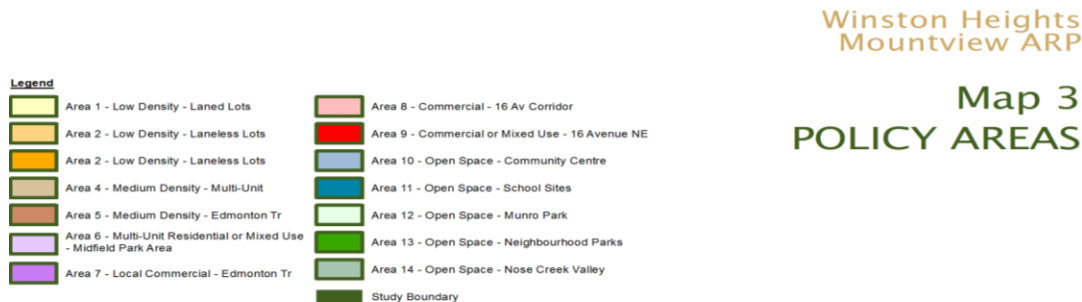 Winston Heights
Mountview ARP
Map 3
POLICY AREAS
Legend
Area 1 - Low Density - Laned Lots
Area 2 - Low Density - Laneless Lots
Area 2 - Low Density - Laneless Lots
Area 4 - Medium Density - Multi-Unit
Area 5 - Medium Density - Edmonton Tr
Area 6 - Multi-Unit Residential or Mixed Use
- Midfield Park Area
Area 7 - Local Commercial - Edmonton Tr
Area 8 - Commercial - 16 Av Corridor
Area 9 - Commercial or Mixed Use - 16 Avenue NE
Area 10 - Open Space - Community Centre
Area 11 - Open Space - School Sites
Area 12 - Open Space - Munro Park
Area 13 - Open Space - Neighbourhood Parks
Area 14 - Open Space - Nose Creek Valley
Study Boundary